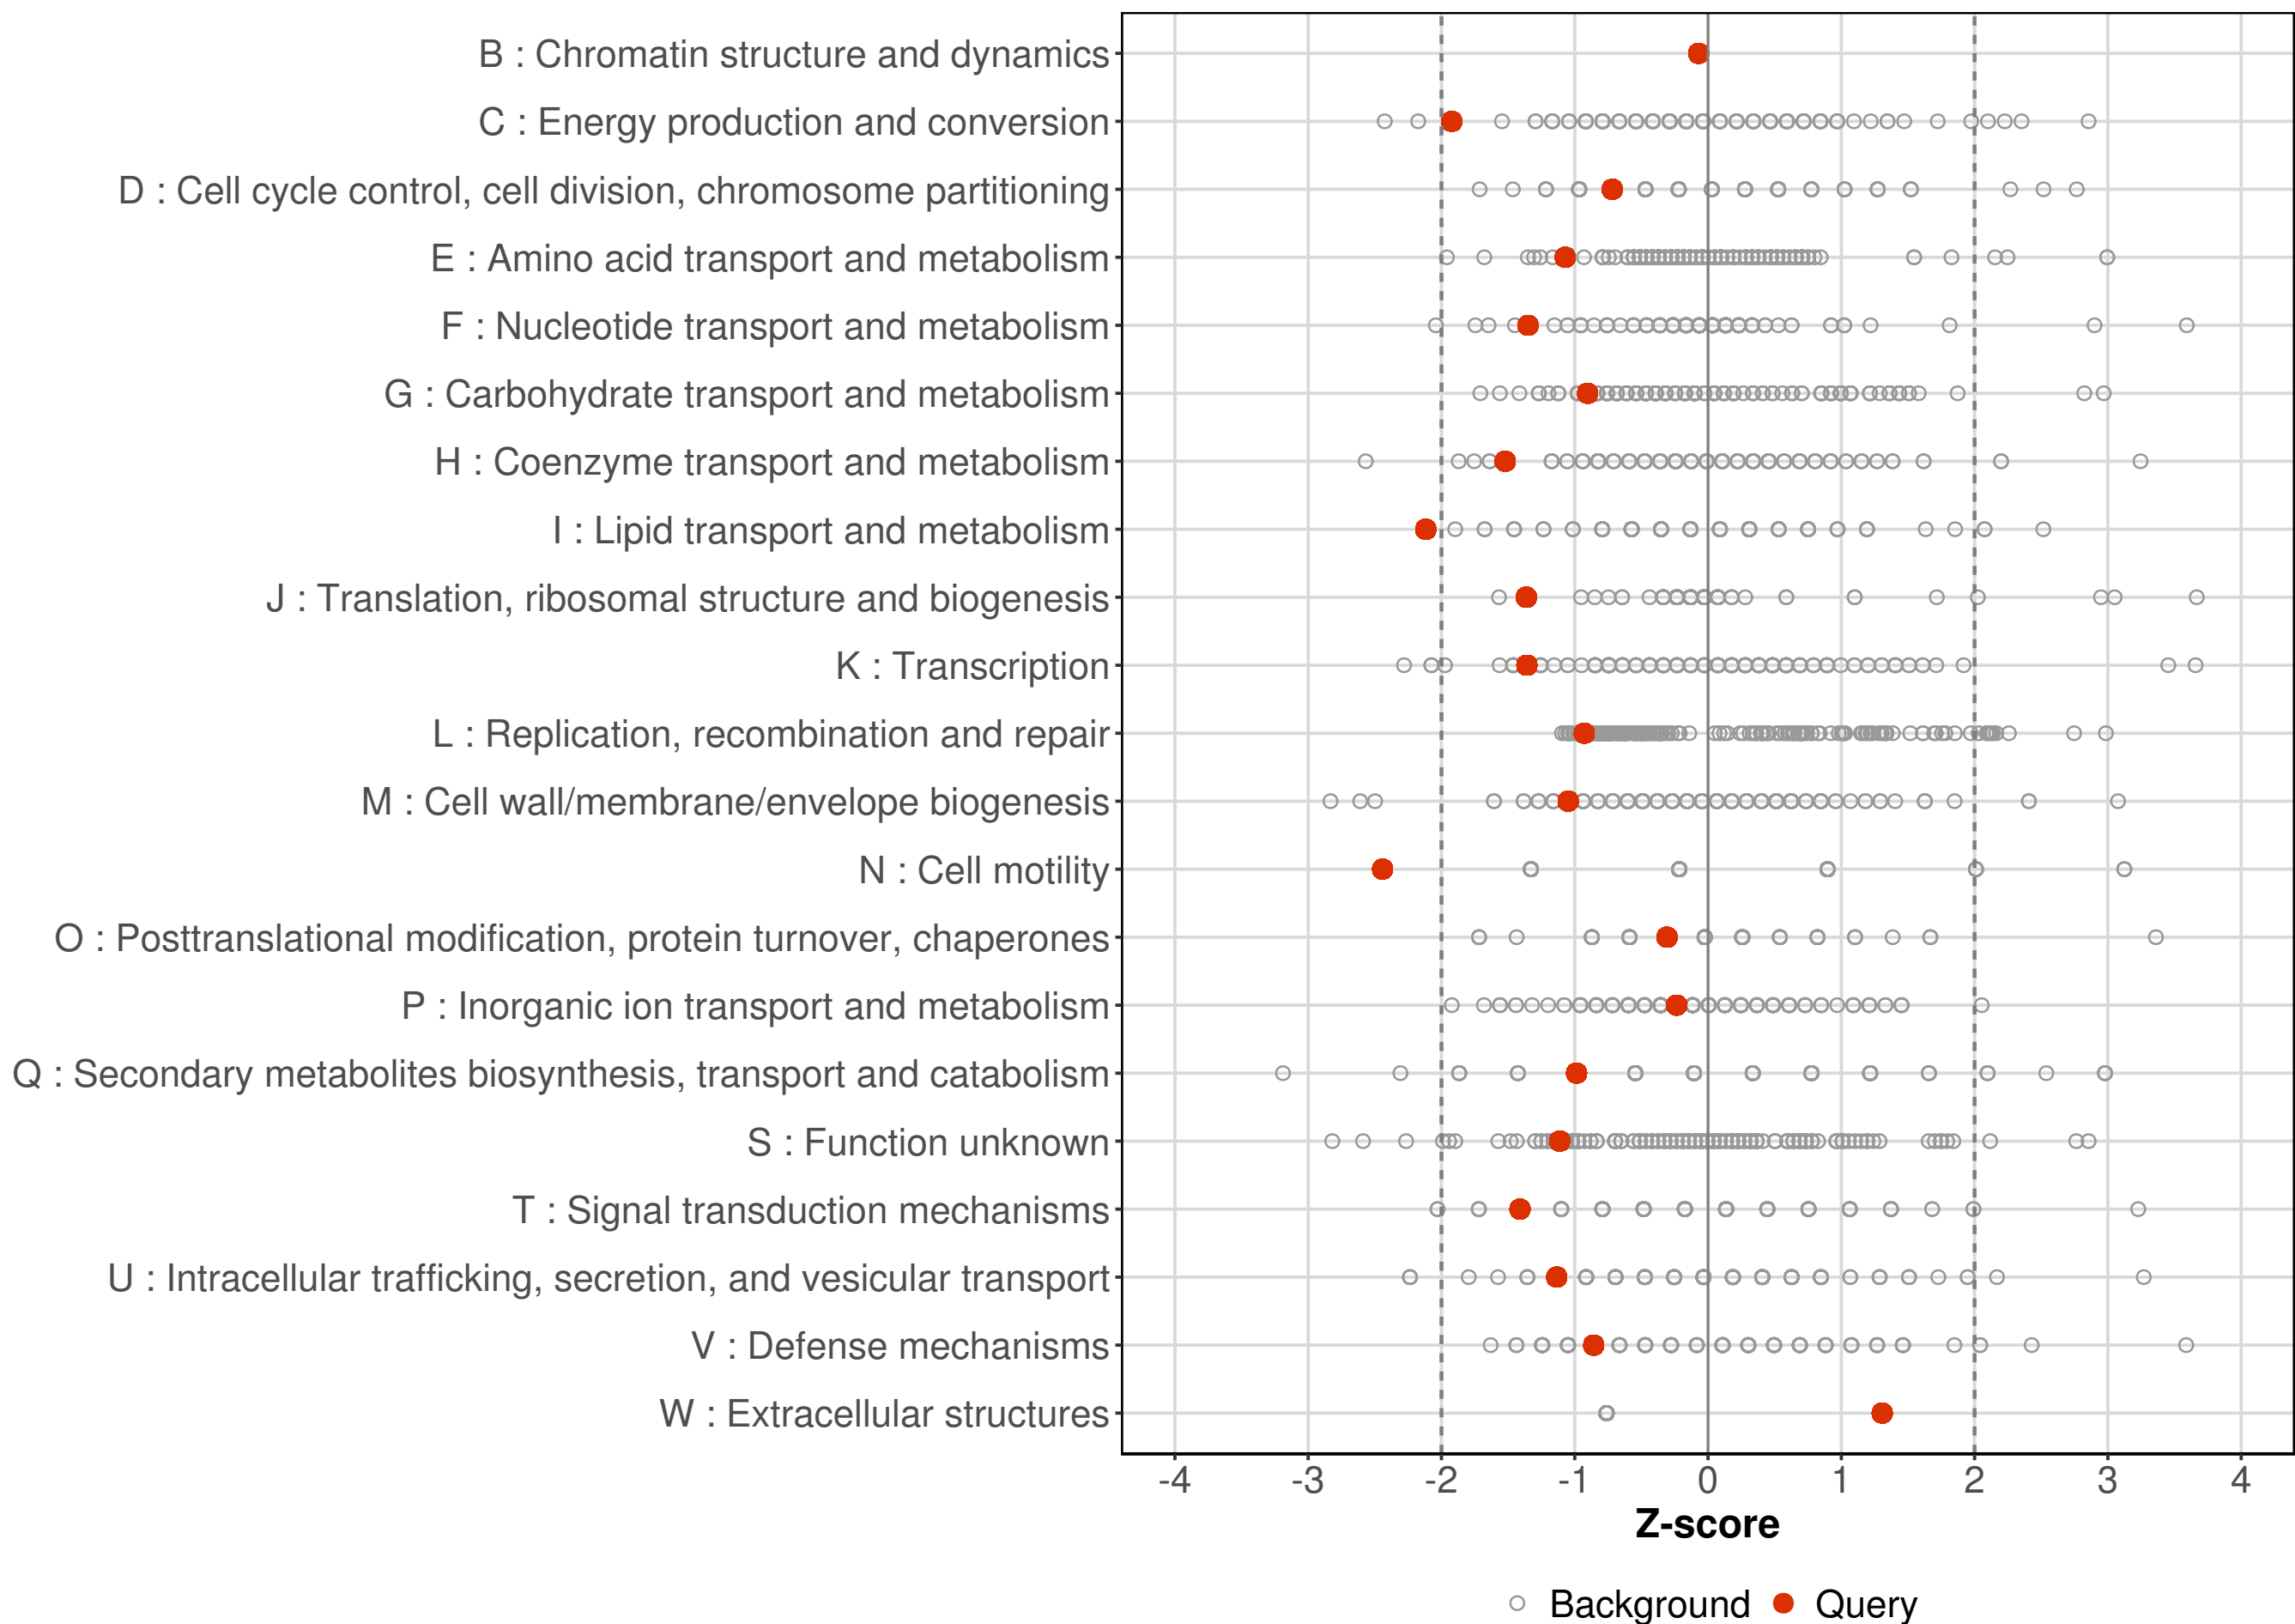 B : Chromatin structure and dynamics
C : Energy production and conversion
D : Cell cycle control, cell division, chromosome partitioning
E : Amino acid transport and metabolism
F : Nucleotide transport and metabolism
G : Carbohydrate transport and metabolism
H : Coenzyme transport and metabolism
I : Lipid transport and metabolism
J : Translation, ribosomal structure and biogenesis
K : Transcription
L : Replication, recombination and repair
M : Cell wall/membrane/envelope biogenesis
N : Cell motility
O : Posttranslational modification, protein turnover, chaperones
P : Inorganic ion transport and metabolism
Q : Secondary metabolites biosynthesis, transport and catabolism
S : Function unknown
T : Signal transduction mechanisms
U : Intracellular trafficking, secretion, and vesicular transport
V : Defense mechanisms
W : Extracellular structures
-4 -3 -2 -1 0 1 2 3 4
Z-score
Background Query